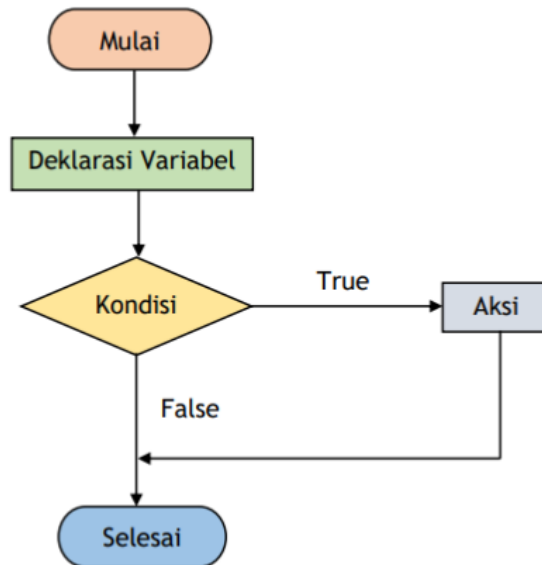 Mulai
Deklarasi Variabel
Kondisi
True
Aksi
False
Selesai